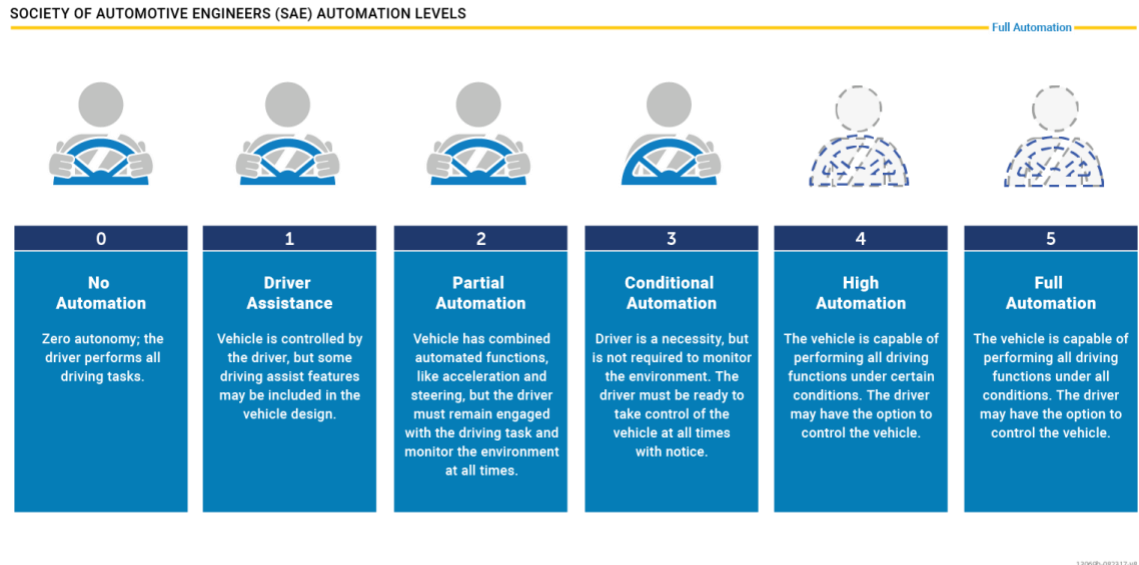 SOCIETY OF AUTOMOTIVE ENGINEERS (SAE) AUTOMATION LEVELS
Full Automation
0
No
Automation
Zero autonomy; the
driver performs all
driving tasks.
1
Driver
Assistance
Vehicle is controlled by
the driver, but some
driving assist features
may be included in the
vehicle design.
2
Partial
Automation
Vehicle has combined
automated functions,
like acceleration and
steering, but the driver
must remain engaged
with the driving task and
monitor the environment
at all times.
3
Conditional
Automation
Driver is a necessity, but
is not required to monitor
the environment. The
driver must be ready to
take control of the
vehicle at all times
with notice.
4
High
Automation
The vehicle is capable of
performing all driving
functions under certain
conditions. The driver
may have the option to
control the vehicle.
5
Full
Automation
The vehicle is capable of
performing all driving
functions under all
conditions. The driver
may have the option to
control the vehicle.